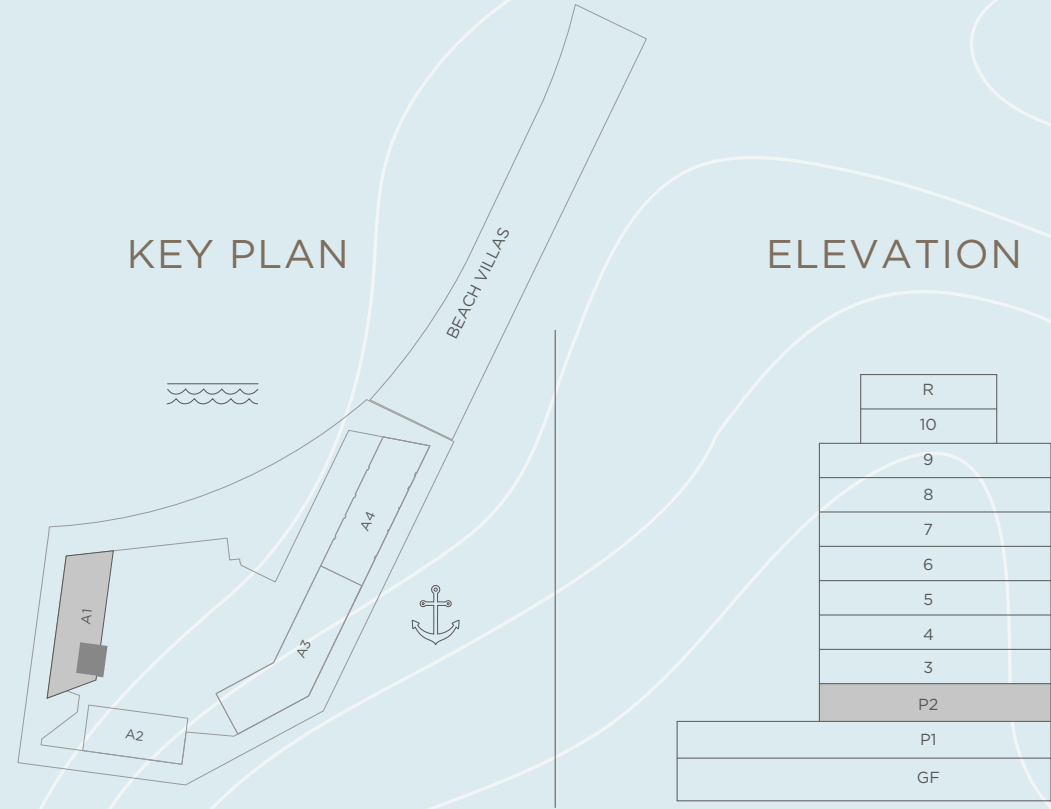 KEY PLAN
BEACH VILLAS
A4
A1
A3
A2
ELEVATION
R
10
9
8
7
6
5
4
3
P2
P1
GF